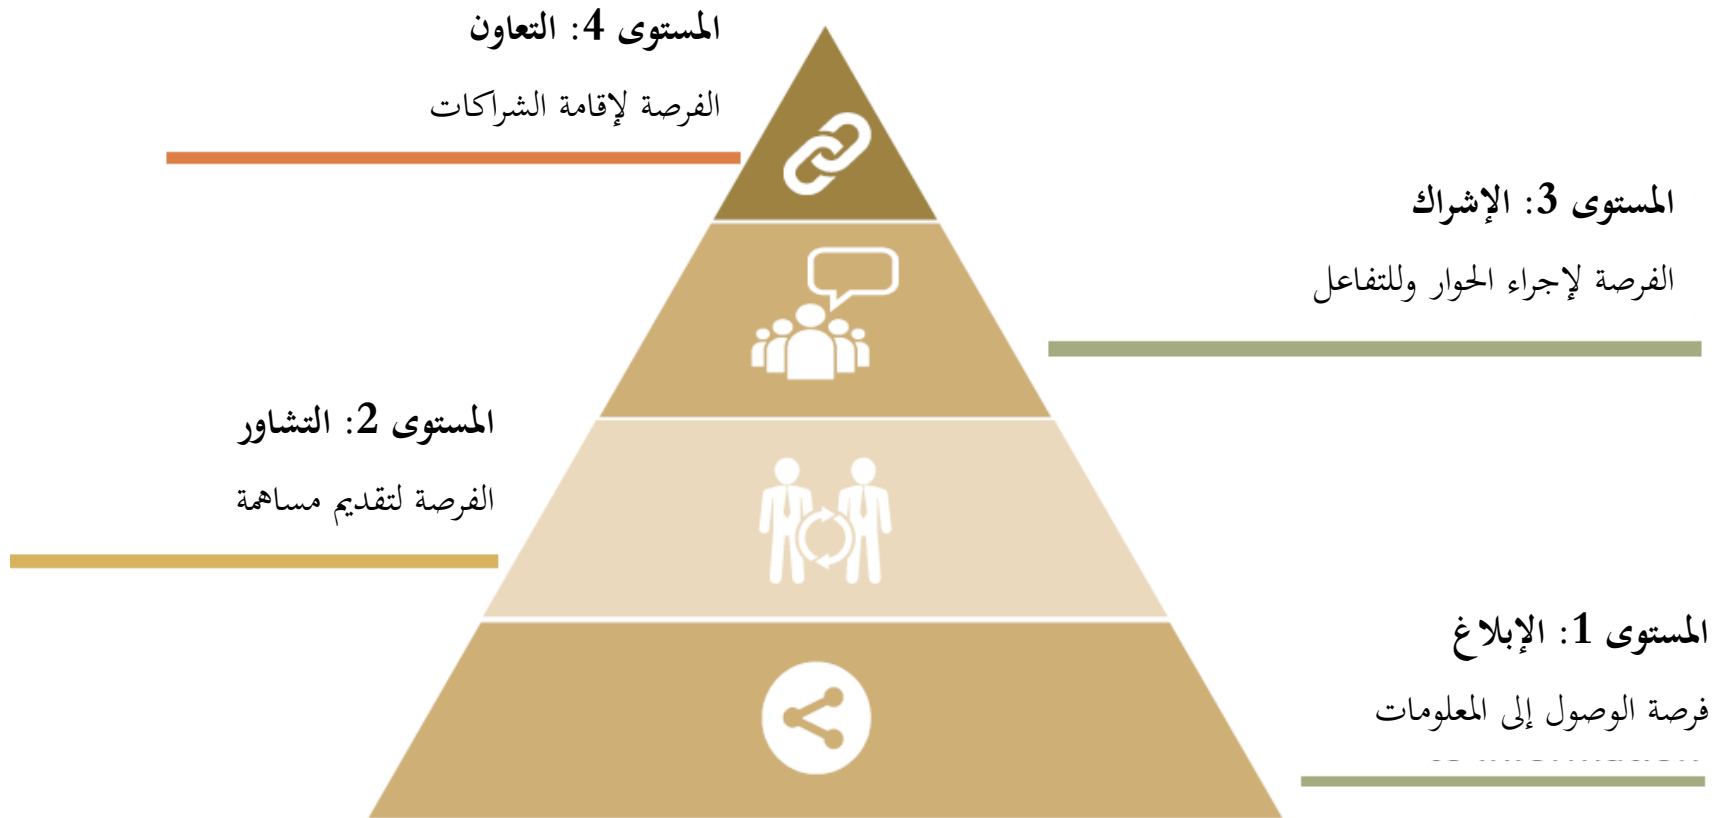 المستوى 4: التعاون
الفرصة لإقامة الشراكات
المستوى 3: الإشراك
الفرصة لإجراء الحوار وللتفاعل
المستوى 2: التشاور
الفرصة لتقديم مساهمة
المستوى 1: الإبلاغ
فرصة الوصول إلى المعلومات